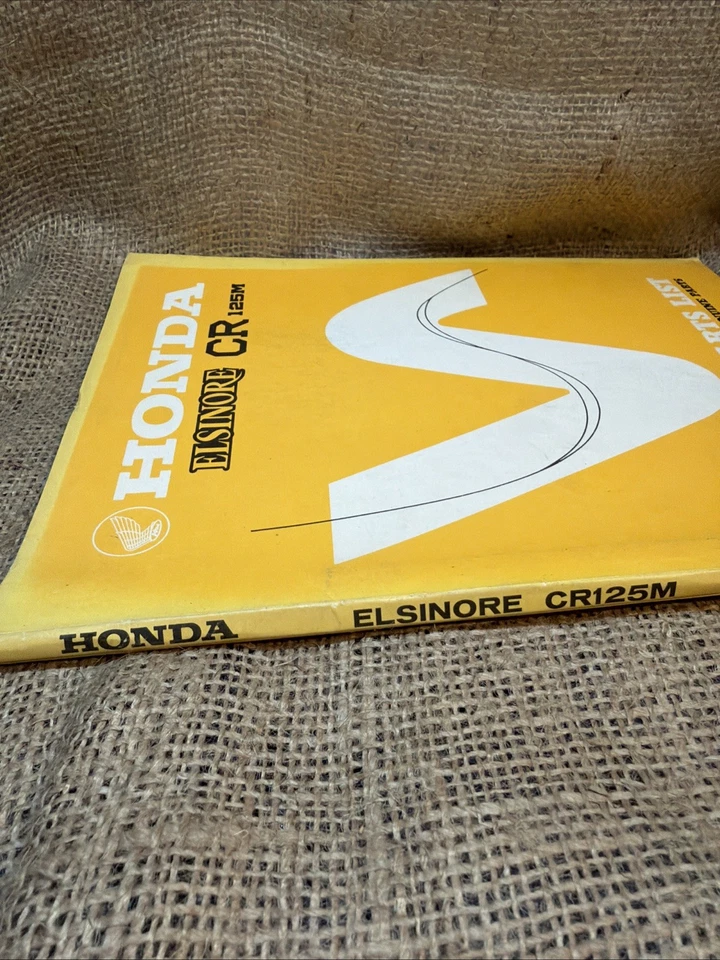 HONDA
ELSINORE CR125M
PARTS LIST
HONDA ELSINORE CR125M